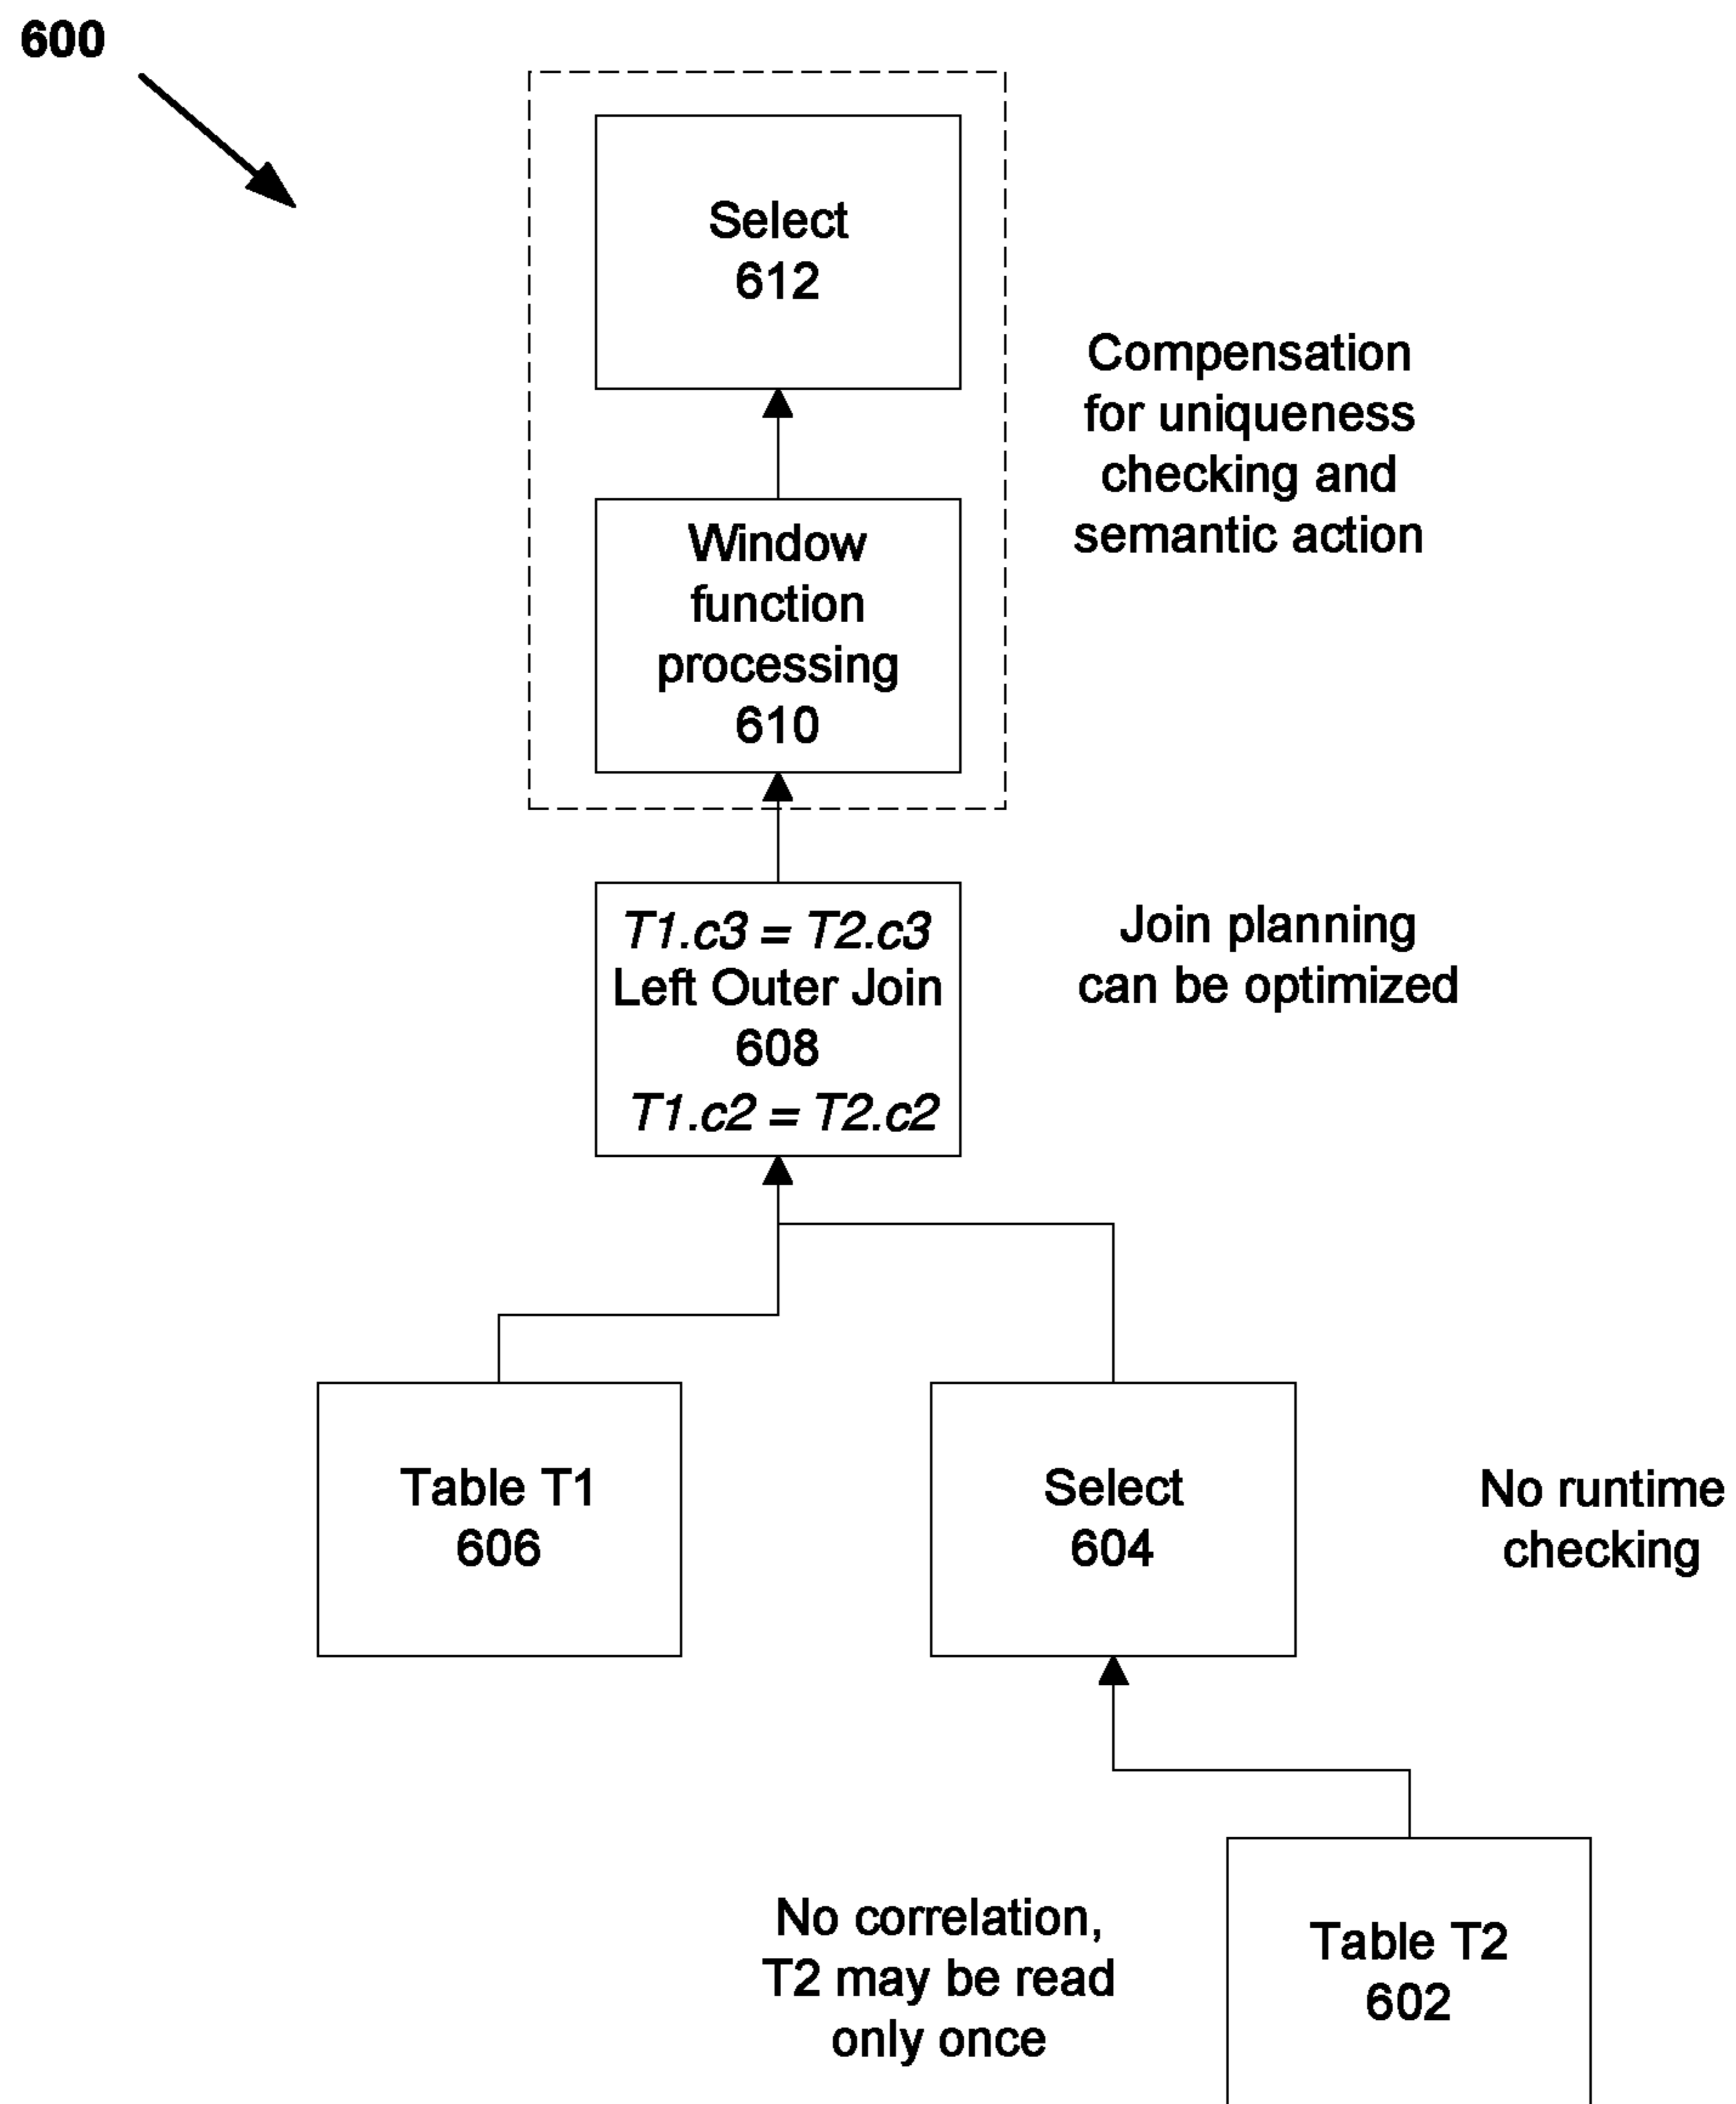 600
Select
612
Compensation
for uniqueness
checking and
semantic action
Window
function
processing
610
T1.c3 = T2.c3
Left Outer Join
608
T1.c2 = T2.c2
Join planning
can be optimized
Table T1
606
Select
604
No runtime
checking
No correlation,
T2 may be read
only once
Table T2
602